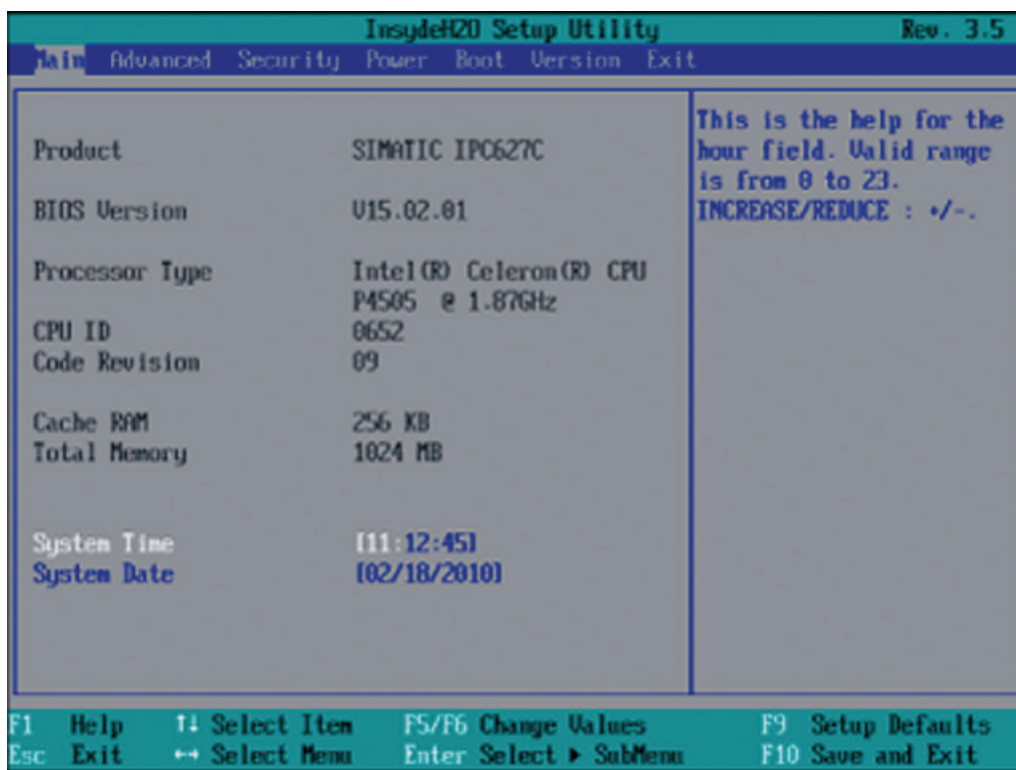 InsydeH2O Setup Utility Rev. 3.5
Main Advanced Security Power Boot Version Exit
Product SIMATIC IPC627C
BIOS Version V15.02.01
Processor Type Intel(R) Celeron(R) CPU
P4505 @ 1.87GHz
CPU ID 0652
Code Revision 09
Cache RAM 256 KB
Total Memory 1024 MB
System Time [11:12:45]
System Date [02/18/2010]
This is the help for the
hour field. Valid range
is from 0 to 23.
INCREASE/REDUCE : +/-.
F1 Help ↑↓ Select Item F5/F6 Change Values F9 Setup Defaults
Esc Exit ↔ Select Menu Enter Select ▶ SubMenu F10 Save and Exit